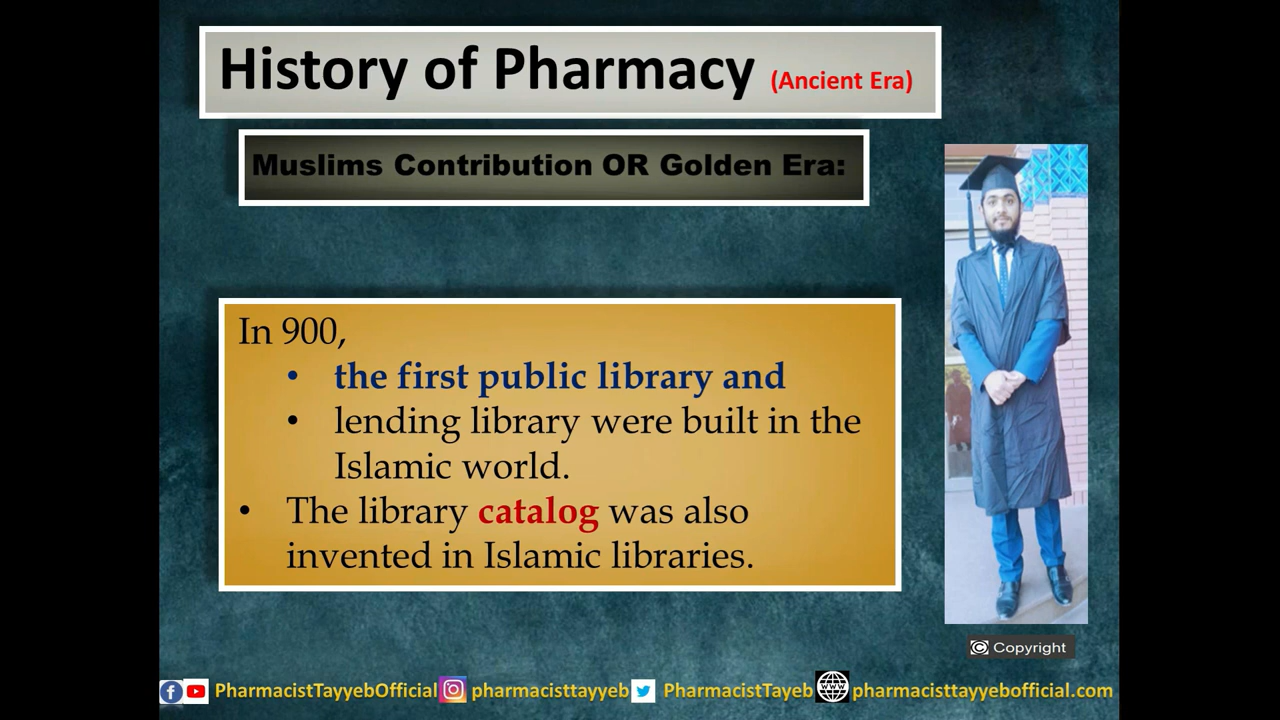 History of Pharmacy (Ancient Era)
Muslims Contribution OR Golden Era:
In 900,
• the first public library and
• lending library were built in the
Islamic world.
• The library catalog was also
invented in Islamic libraries.
© Copyright
PharmacistTayyebOfficial pharmacisttayyeb PharmacistTayeb WWW pharmacisttayyebofficial.com